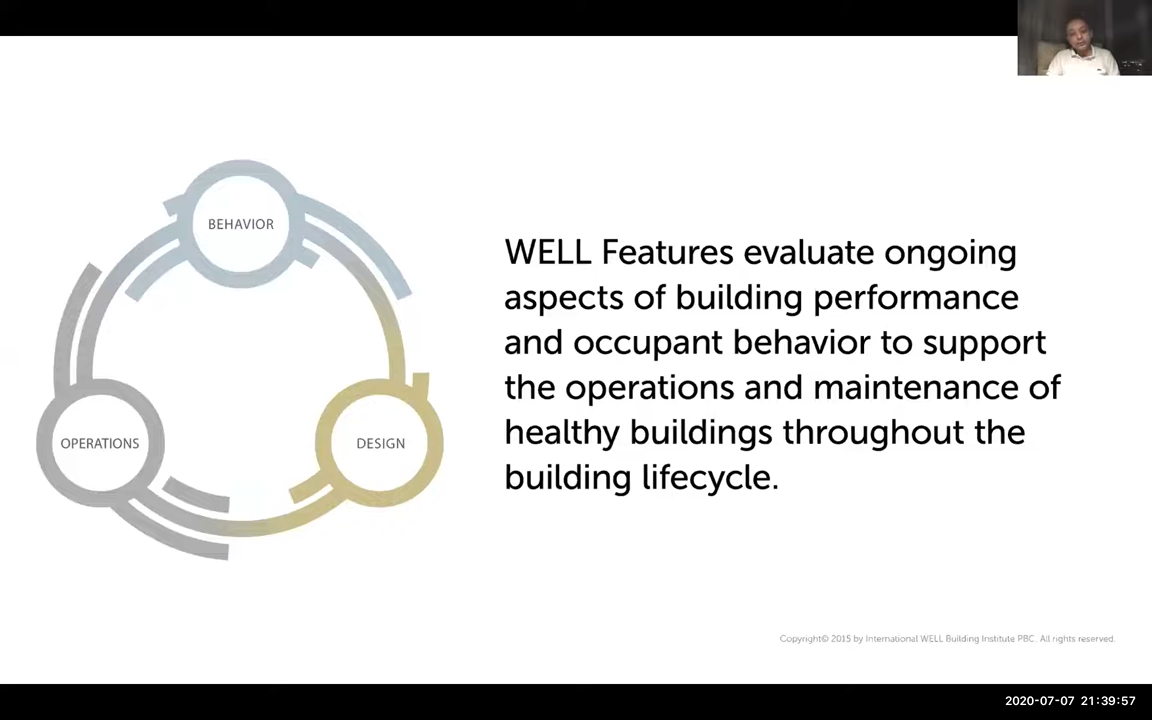 BEHAVIOR
OPERATIONS
DESIGN
WELL Features evaluate ongoing
aspects of building performance
and occupant behavior to support
the operations and maintenance of
healthy buildings throughout the
building lifecycle.
Copyright© 2015 by International WELL Building Institute PBC. All rights reserved.
2020-07-07 21:39:57